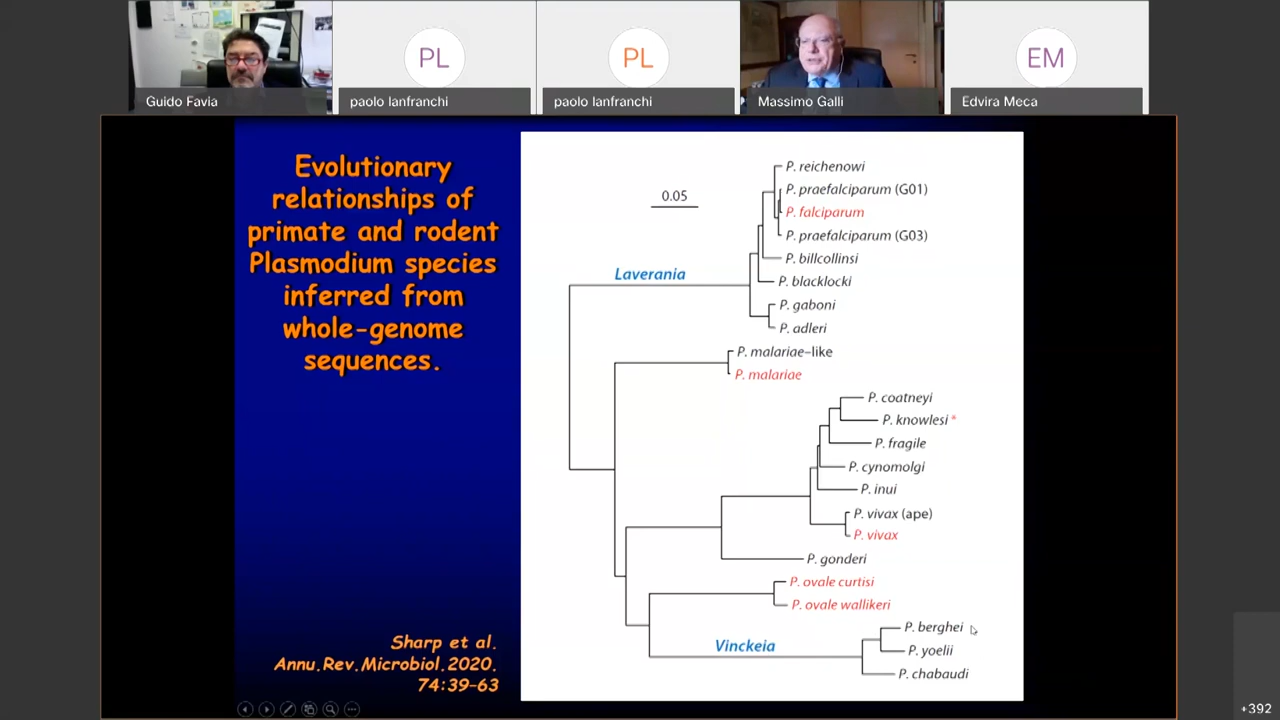 PL
PL
EM
Guido Favia
paolo lanfranchi
paolo lanfranchi
Massimo Galli
Edvira Meca
Evolutionary
relationships of
primate and rodent
Plasmodium species
inferred from
whole-genome
sequences.
Sharp et al.
Annu.Rev.Microbiol.2020.
74:39–63
0.05
Laverania
P. reichenowi
P. praefalciparum (G01)
P. falciparum
P. praefalciparum (G03)
P. billcollinsi
P. blacklocki
P. gaboni
P. adleri
P. malariae–like
P. malariae
P. coatneyi
P. knowlesi *
P. fragile
P. cynomolgi
P. inui
P. vivax (ape)
P. vivax
P. gonderi
P. ovale curtisi
P. ovale wallikeri
Vinckeia
P. berghei
P. yoelii
P. chabaudi
+392